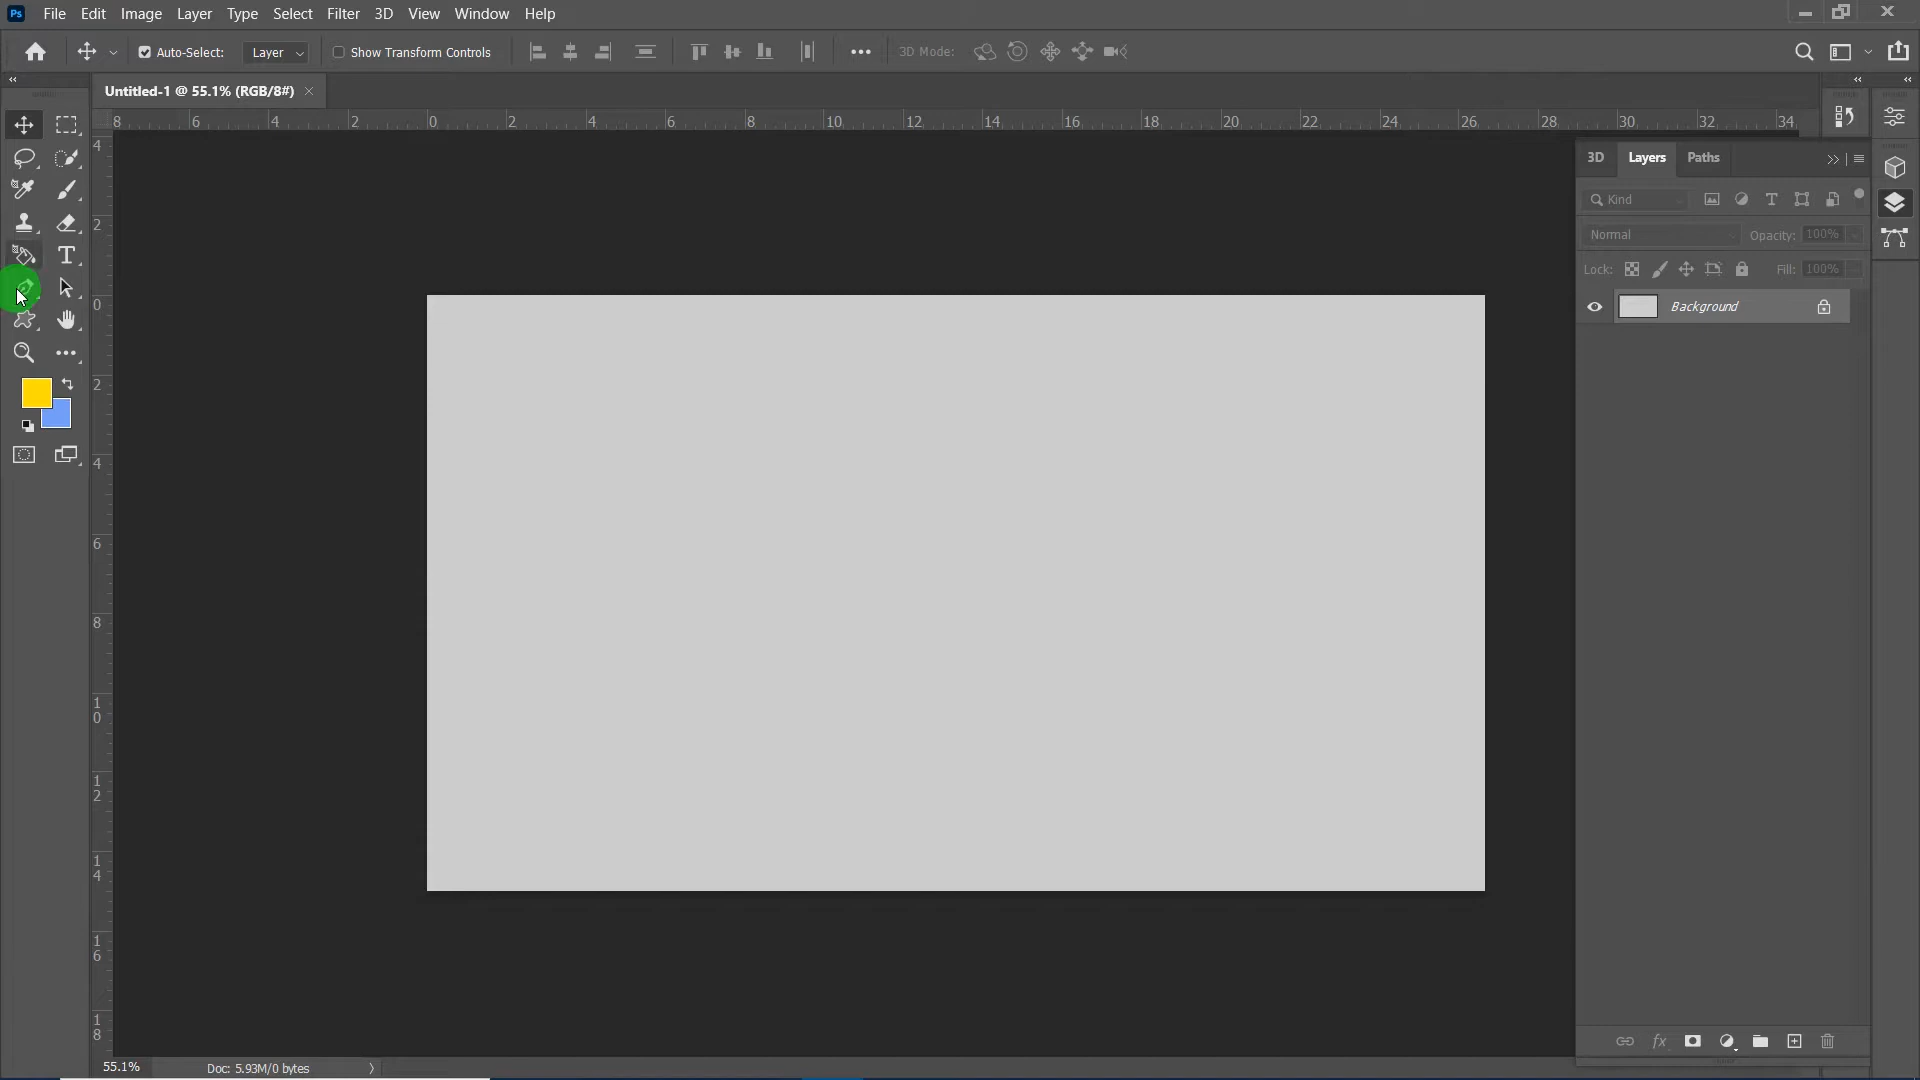 Ps File Edit Image Layer Type Select Filter 3D View Window Help
Auto-Select: Layer Show Transform Controls 3D Mode:
Untitled-1 @ 55.1% (RGB/8#)
8 6 4 2 0 2 4 6 8 10 12 14 16 18 20 22 24 26 28 30 32 34
4
2
0
2
4
6
8
10
12
14
16
18
3D Layers Paths
Kind
Normal Opacity: 100%
Lock: Fill: 100%
Background
fx
55.1% Doc: 5.93M/0 bytes